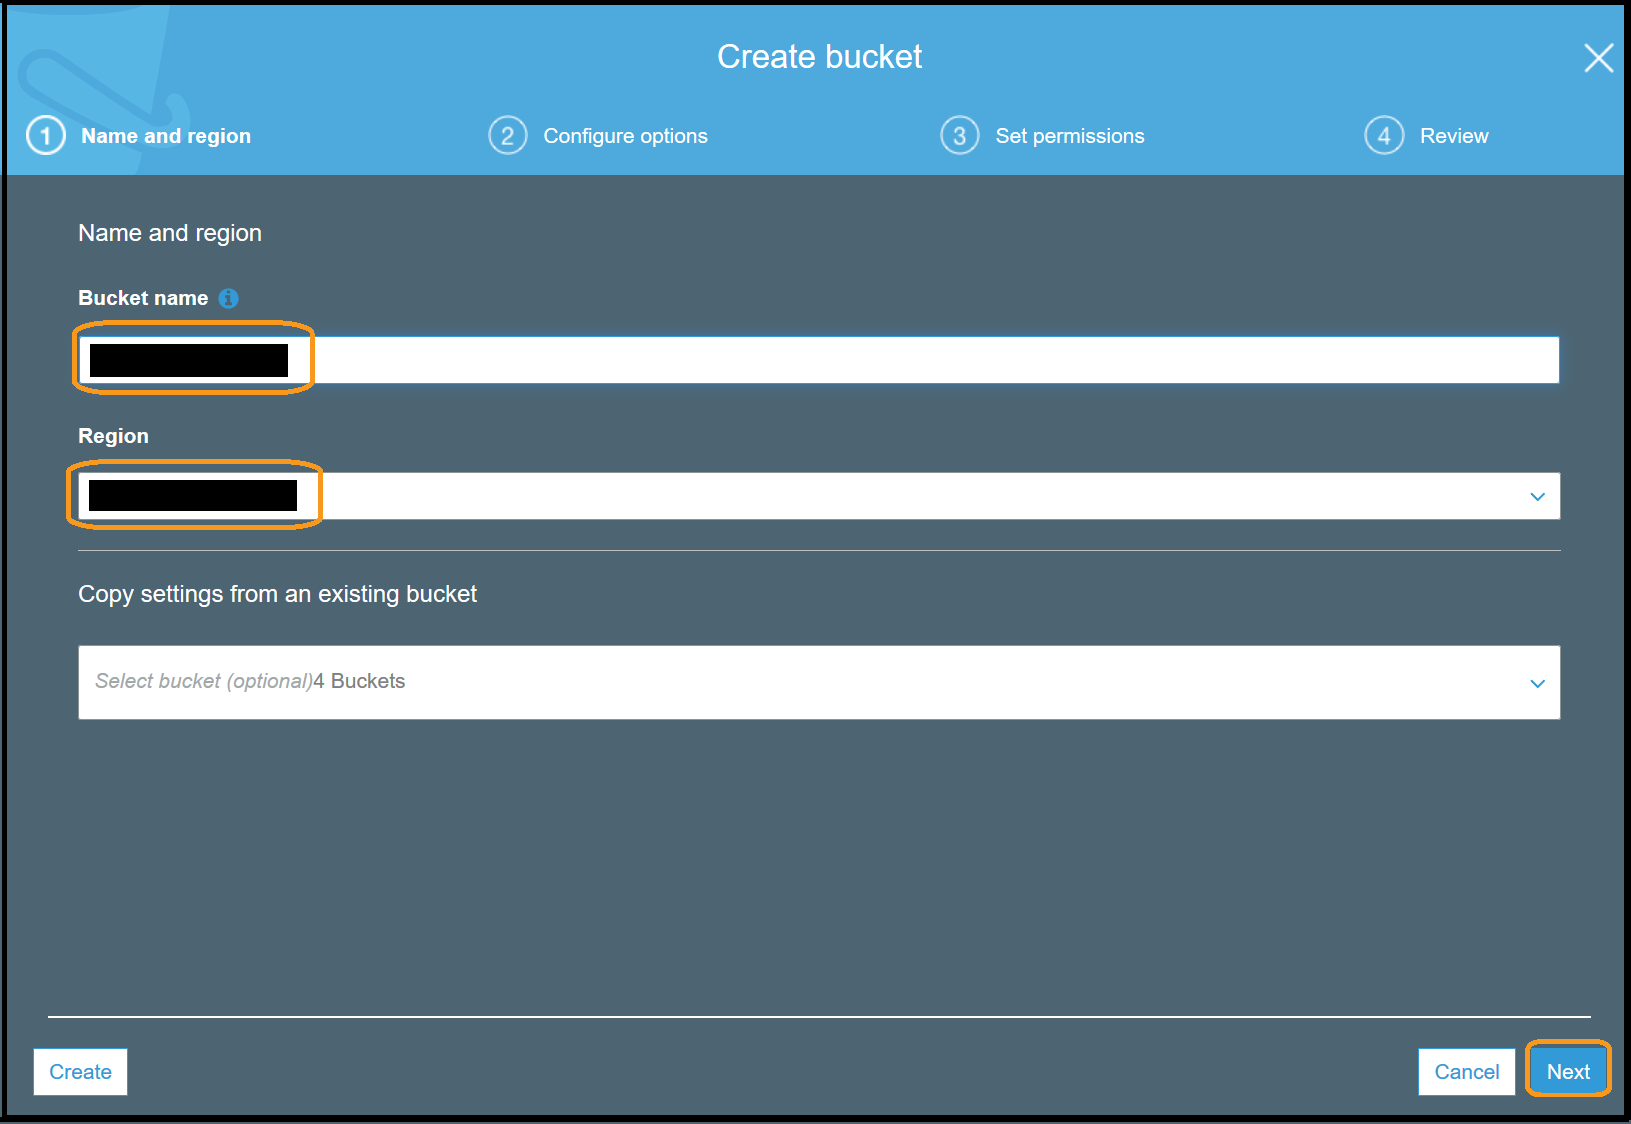 Create bucket
1 Name and region
2 Configure options
3 Set permissions
4 Review
Name and region
Bucket name
Region
Copy settings from an existing bucket
Select bucket (optional)4 Buckets
Create
Cancel
Next